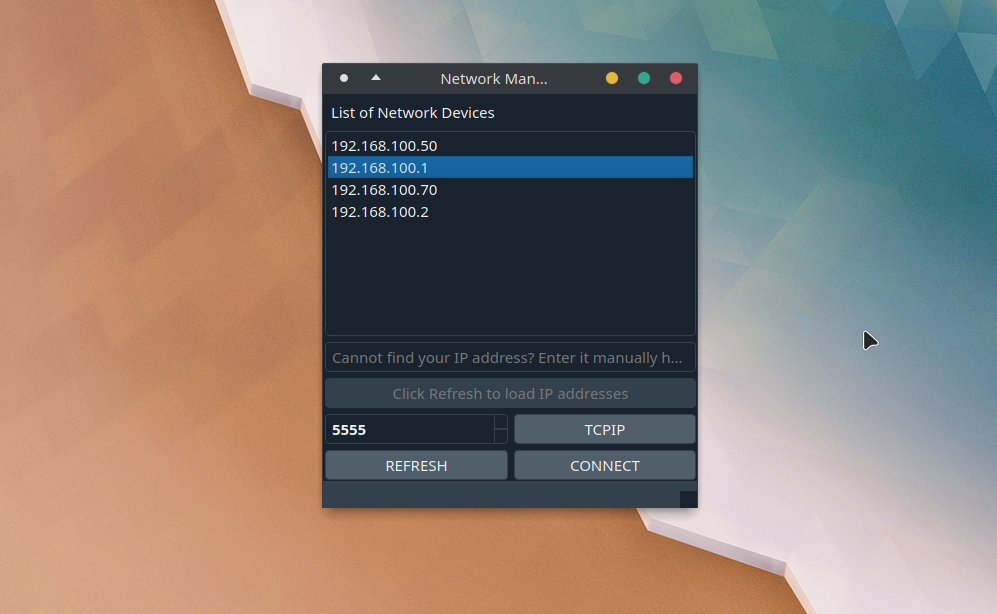 Network Man...
List of Network Devices
192.168.100.50
192.168.100.1
192.168.100.70
192.168.100.2
Cannot find your IP address? Enter it manually h...
Click Refresh to load IP addresses
5555 TCPIP
REFRESH CONNECT